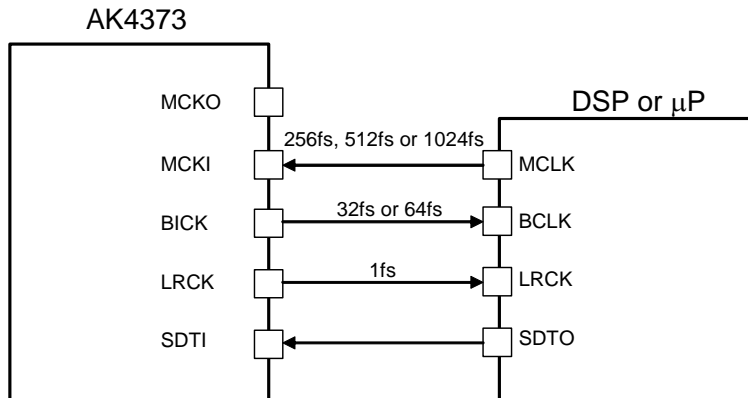 AK4373
DSP or μP
MCKO
256fs, 512fs or 1024fs
MCKI
MCLK
32fs or 64fs
BICK
BCLK
1fs
LRCK
LRCK
SDTI
SDTO